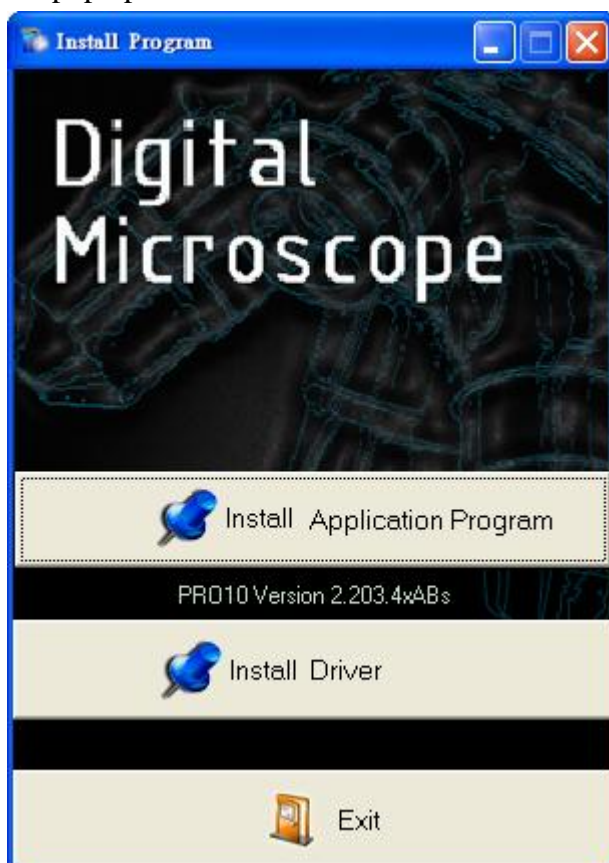 Install Program
Digital
Microscope
Install Application Program
PRO10 Version 2.203.4xABs
Install Driver
Exit